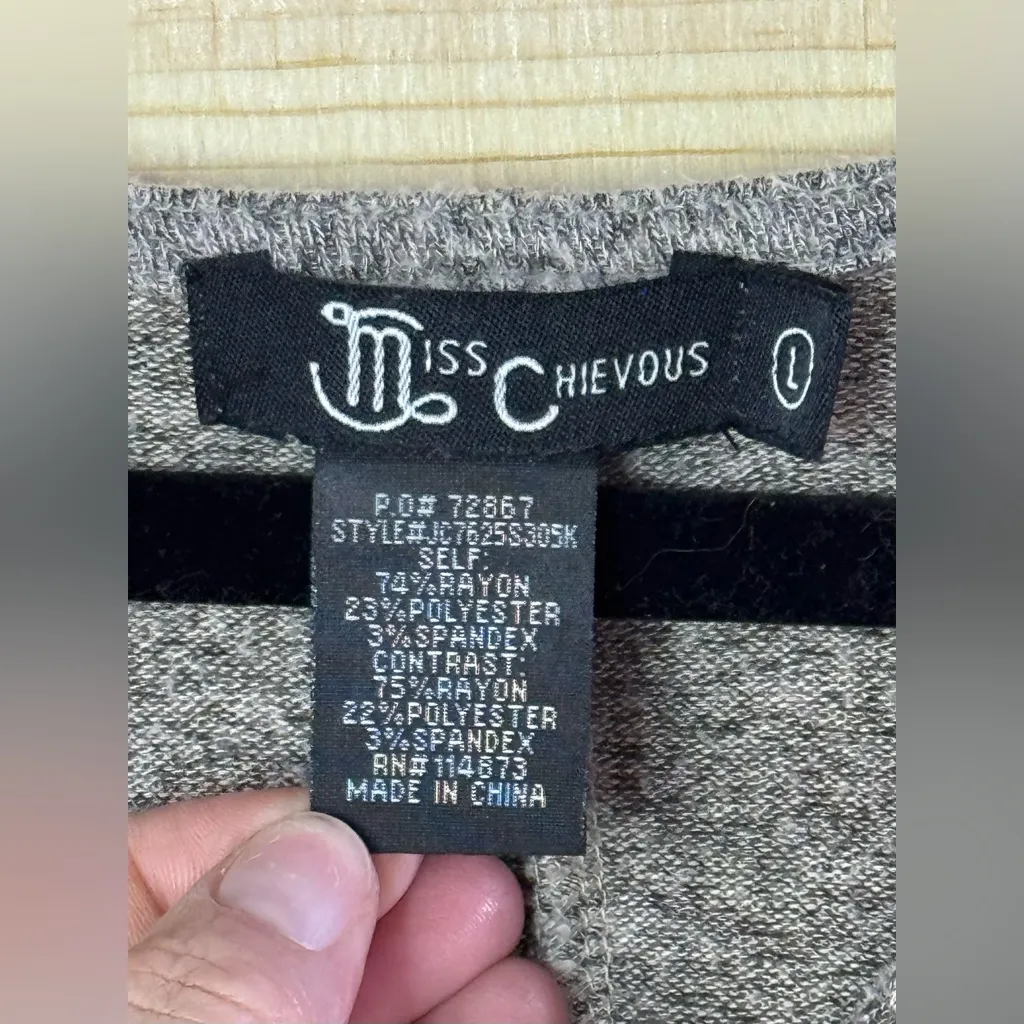 MISS CHIEVOUS
L
P.O# 72867
STYLE#JC7625S305K
SELF:
74%RAYON
23%POLYESTER
3%SPANDEX
CONTRAST:
75%RAYON
22%POLYESTER
3%SPANDEX
RN#114673
MADE IN CHINA